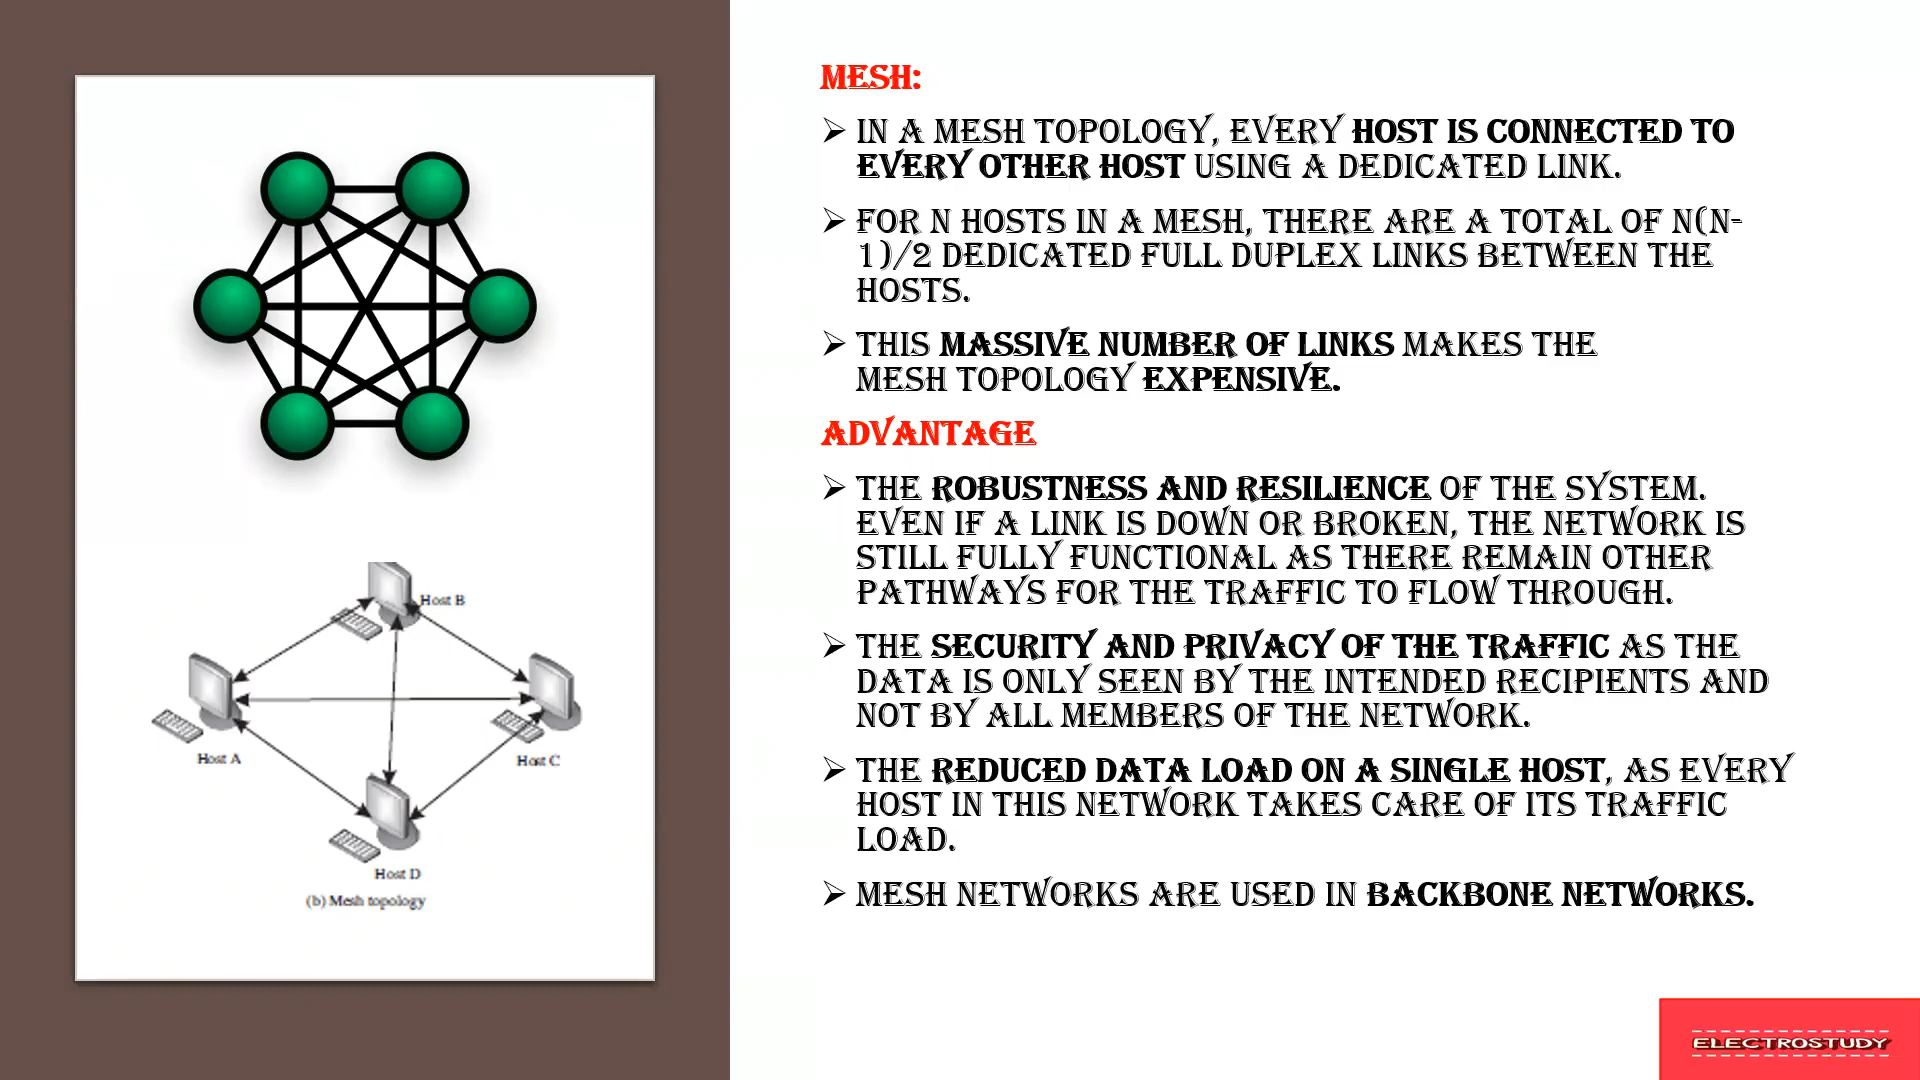 MESH:
IN A MESH TOPOLOGY, EVERY HOST IS CONNECTED TO
EVERY OTHER HOST USING A DEDICATED LINK.
FOR N HOSTS IN A MESH, THERE ARE A TOTAL OF N(N-
1)/2 DEDICATED FULL DUPLEX LINKS BETWEEN THE
HOSTS.
THIS MASSIVE NUMBER OF LINKS MAKES THE
MESH TOPOLOGY EXPENSIVE.
ADVANTAGE
THE ROBUSTNESS AND RESILIENCE OF THE SYSTEM.
EVEN IF A LINK IS DOWN OR BROKEN, THE NETWORK IS
STILL FULLY FUNCTIONAL AS THERE REMAIN OTHER
PATHWAYS FOR THE TRAFFIC TO FLOW THROUGH.
THE SECURITY AND PRIVACY OF THE TRAFFIC AS THE
DATA IS ONLY SEEN BY THE INTENDED RECIPIENTS AND
NOT BY ALL MEMBERS OF THE NETWORK.
THE REDUCED DATA LOAD ON A SINGLE HOST, AS EVERY
HOST IN THIS NETWORK TAKES CARE OF ITS TRAFFIC
LOAD.
MESH NETWORKS ARE USED IN BACKBONE NETWORKS.
Host B
Host A
Host C
Host D
(b) Mesh topology
ELECTROSTUDY